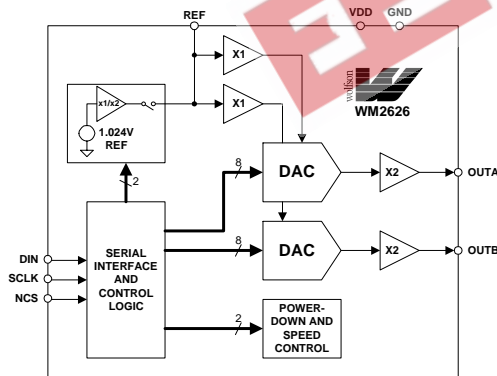 REF
VDD
GND
X1
X1
x1/x2
1.024V
REF
wolfson
WM2626
2
8
DAC
X2
OUTA
8
DAC
X2
OUTB
DIN
SCLK
NCS
SERIAL
INTERFACE
AND
CONTROL
LOGIC
2
POWER-
DOWN AND
SPEED
CONTROL